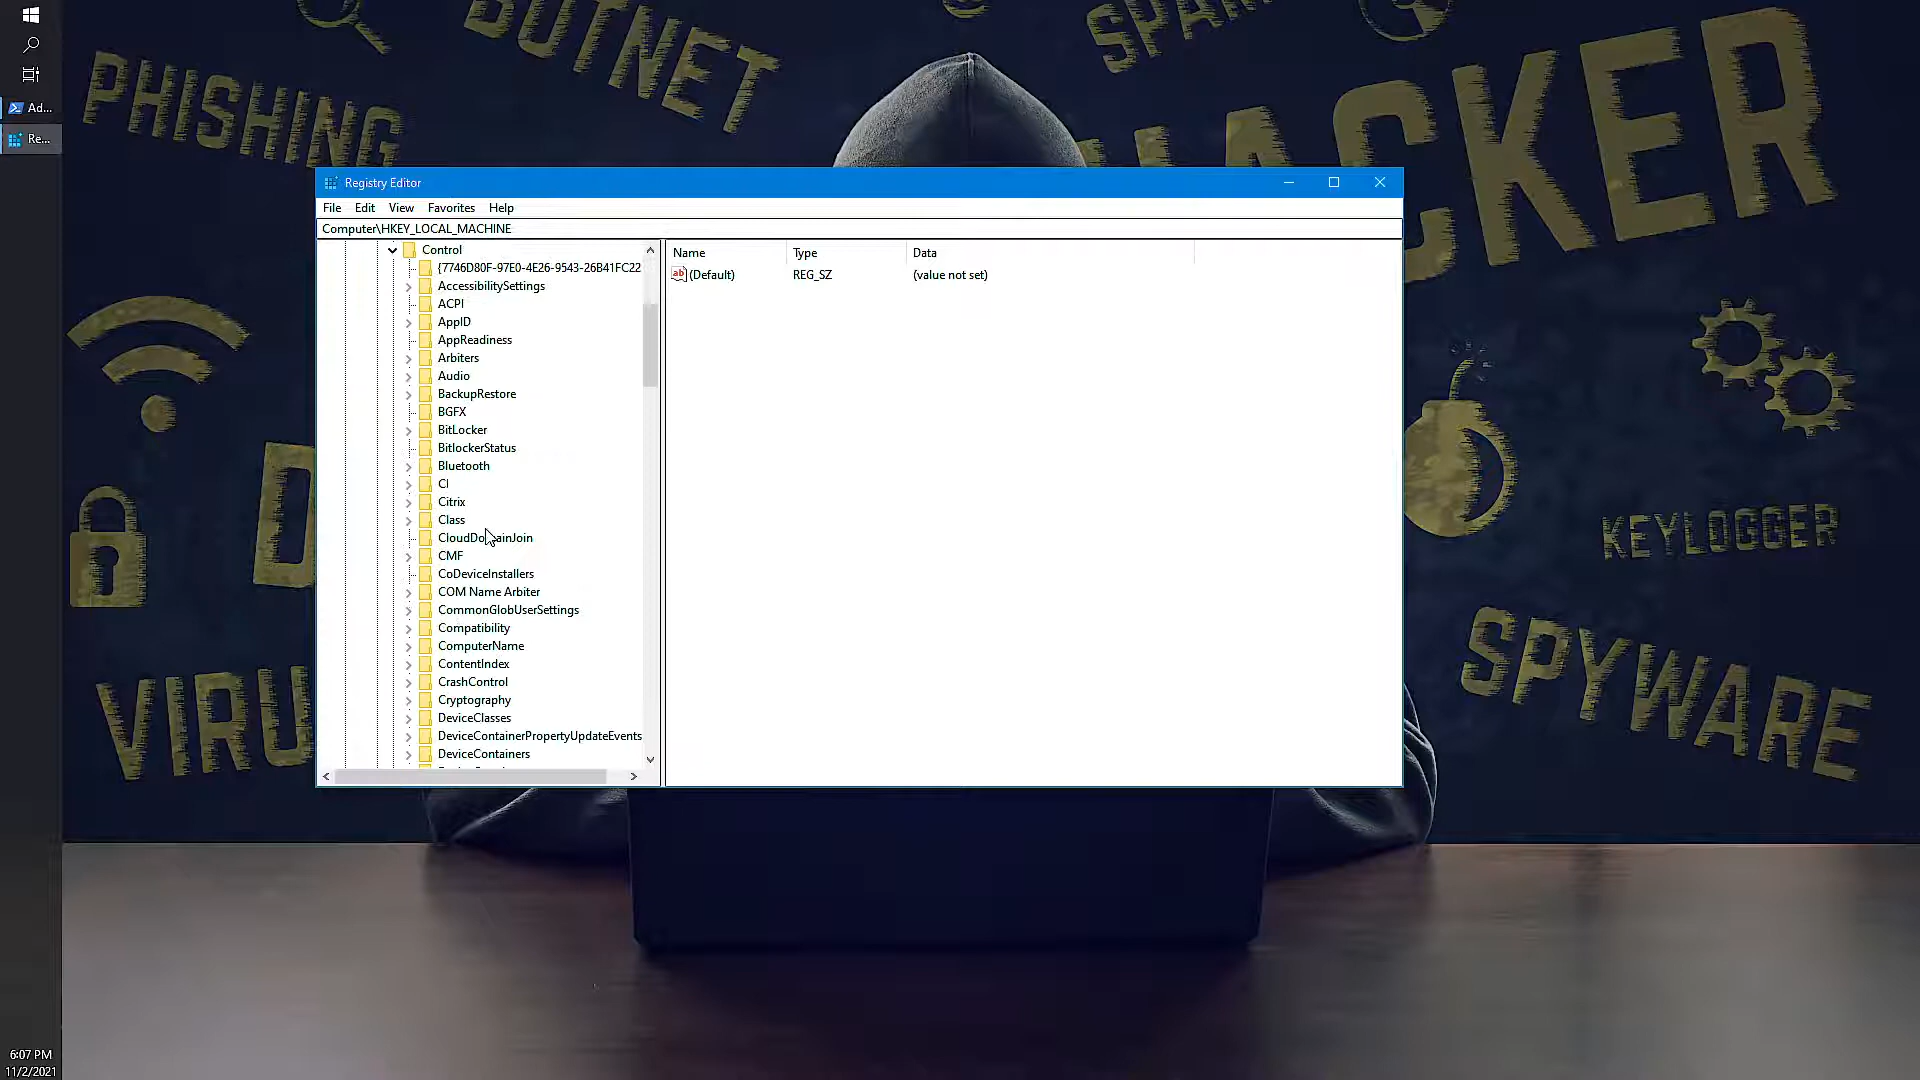 PHISHING
BOTNET
SPAM
HACKER
Ad...
Re...
Registry Editor
File Edit View Favorites Help
Computer\HKEY_LOCAL_MACHINE
Control
{7746D80F-97E0-4E26-9543-26B41FC22
AccessibilitySettings
ACPI
AppID
AppReadiness
Arbiters
Audio
BackupRestore
BGFX
BitLocker
BitlockerStatus
Bluetooth
CI
Citrix
Class
CloudDomainJoin
CMF
CoDeviceInstallers
COM Name Arbiter
CommonGlobUserSettings
Compatibility
ComputerName
ContentIndex
CrashControl
Cryptography
DeviceClasses
DeviceContainerPropertyUpdateEvents
DeviceContainers
Name Type Data
(Default) REG_SZ (value not set)
D
KEYLOGGER
VIRU
SPYWARE
6:07 PM
11/2/2021